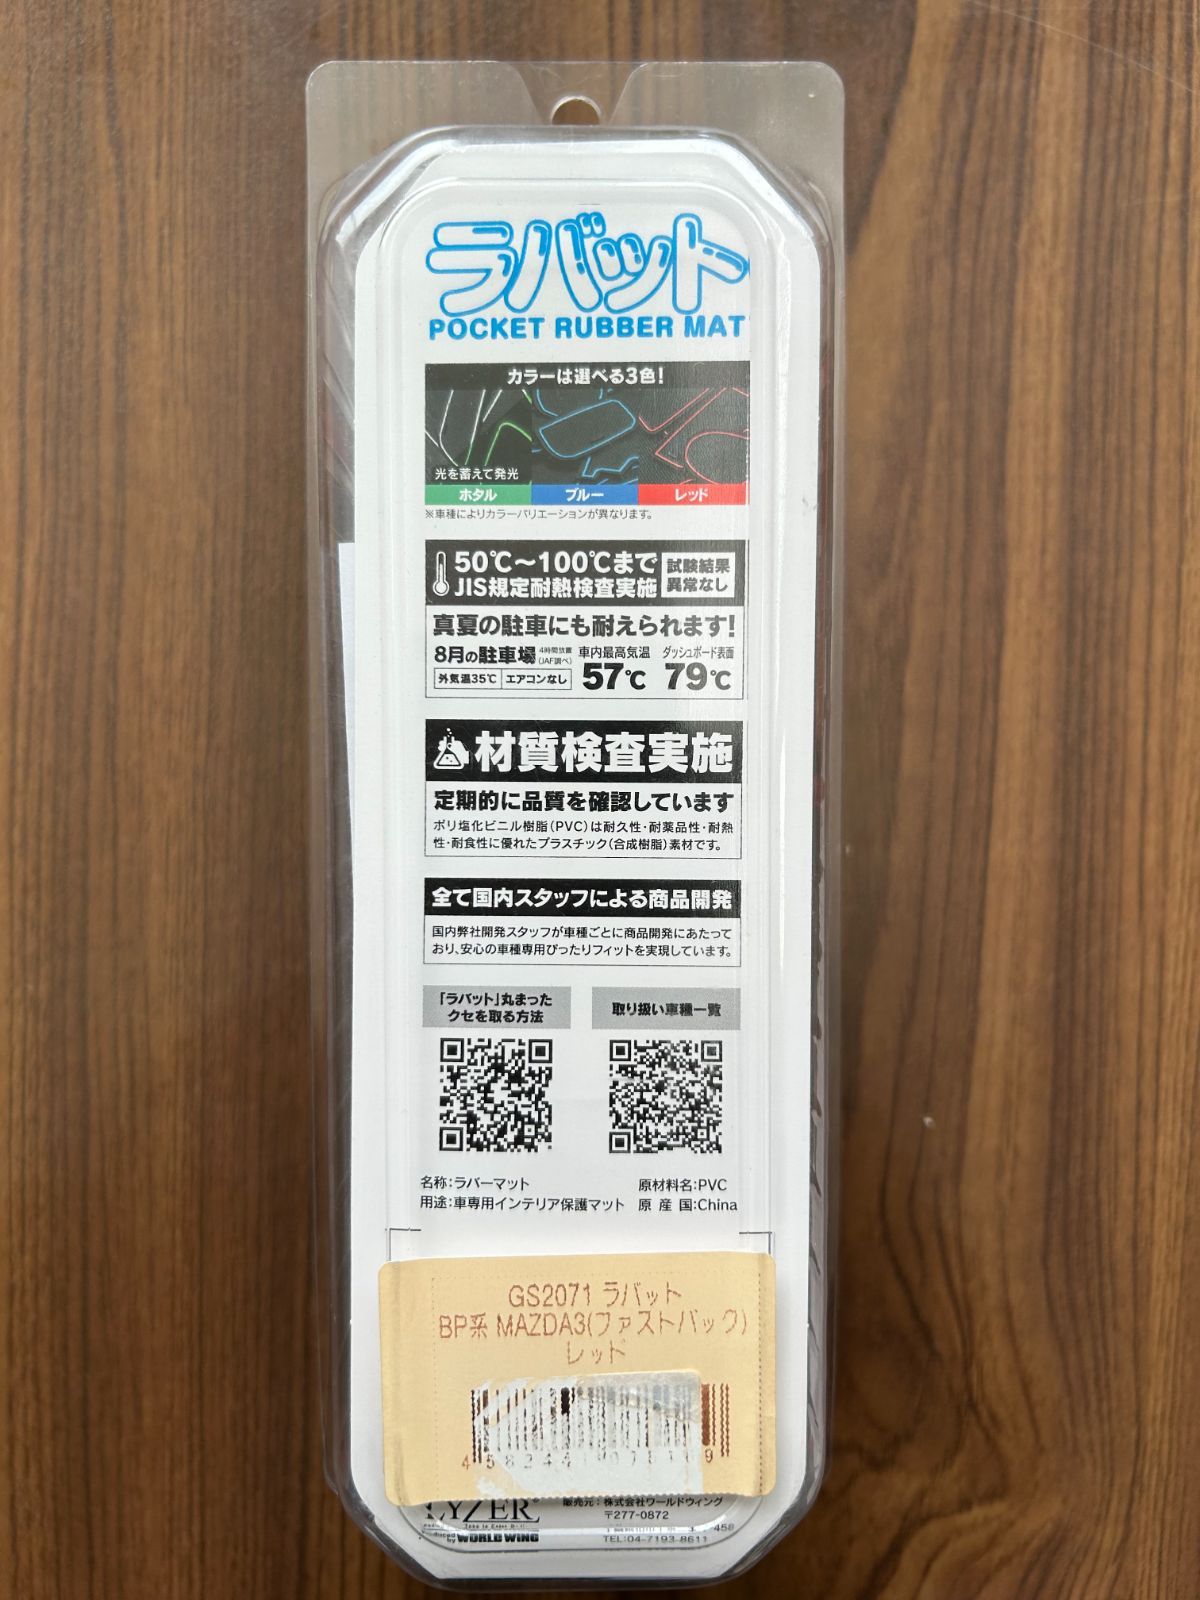 ラバット
POCKET RUBBER MAT
カラーは選べる3色!
光を蓄えて発光
ホタル ブルー レッド
※車種によりカラーバリエーションが異なります。
50℃〜100℃まで
JIS規定耐熱検査実施
試験結果
異常なし
真夏の駐車にも耐えられます!
8月の駐車場 4時間放置 (JAF調べ)
外気温35℃ エアコンなし
車内最高気温 57℃
ダッシュボード表面 79℃
材質検査実施
定期的に品質を確認しています
ポリ塩化ビニル樹脂(PVC)は耐久性・耐薬品性・耐熱
性・耐食性に優れたプラスチック(合成樹脂)素材です。
全て国内スタッフによる商品開発
国内弊社開発スタッフが車種ごとに商品開発にあたって
おり、安心の車種専用ぴったりフィットを実現しています。
「ラバット」丸まった
クセを取る方法
取り扱い車種一覧
名称:ラバーマット
用途:車専用インテリア保護マット
原材料名:PVC
原産国:China
GS2071 ラバット
BP系 MAZDA3(ファストバック)
レッド
LYZER
Produced by WORLD WING
販売元:株式会社ワールドウィング
〒277-0872
TEL:04-7193-8611